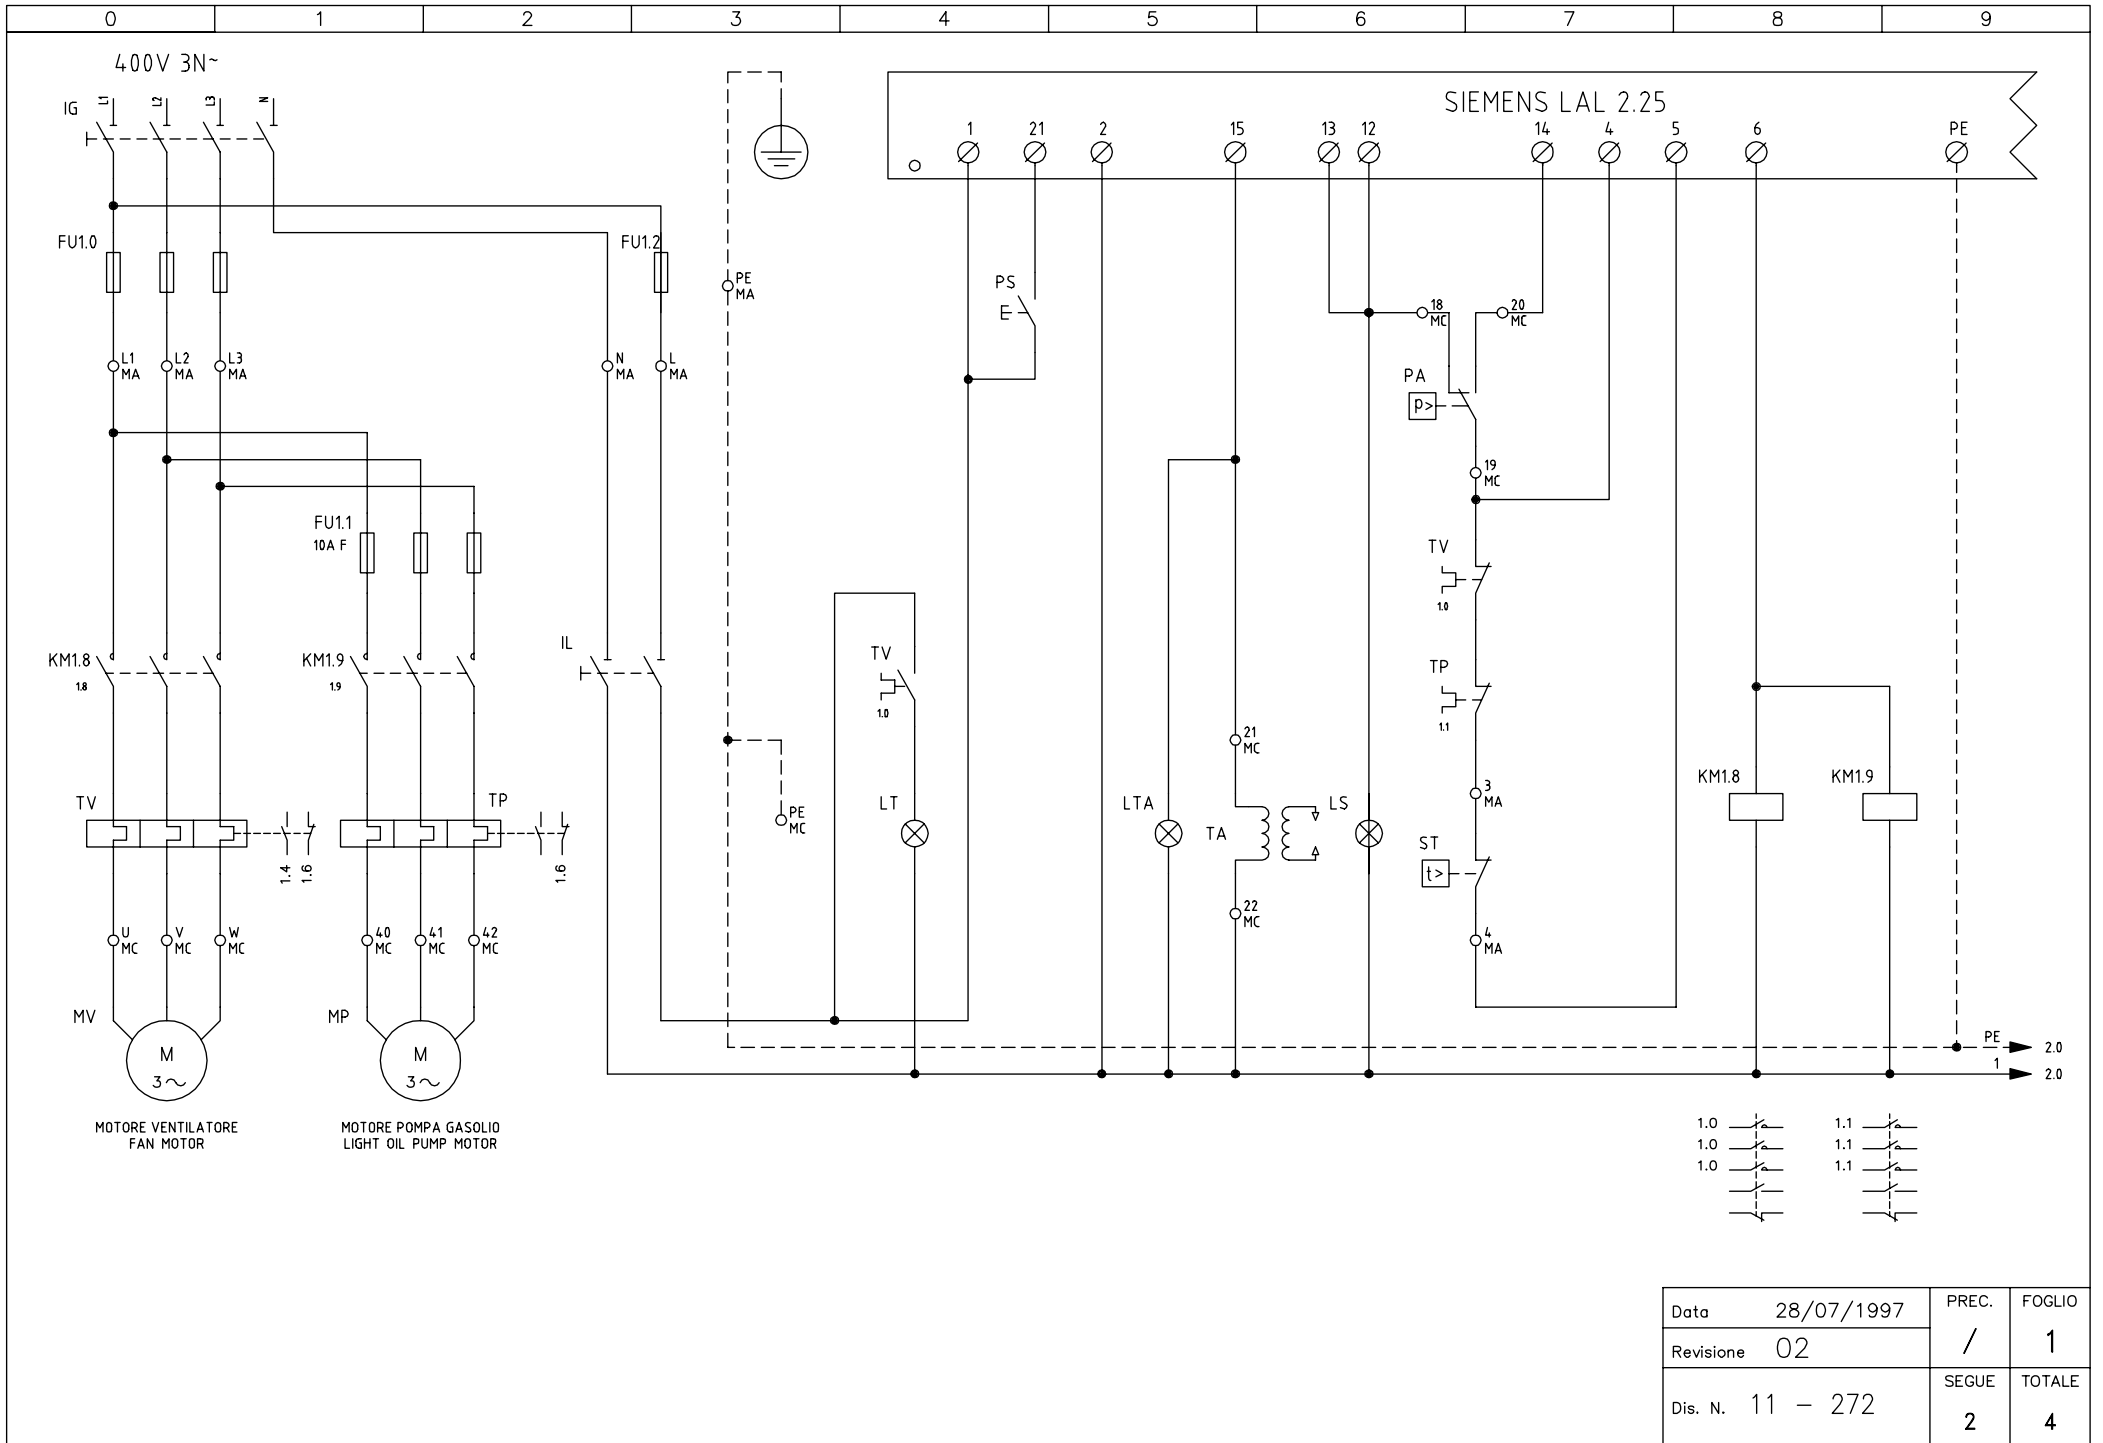 0 1 2 3 4 5 6 7 8 9
400V 3N~
IG L1 L2 L3 N
SIEMENS LAL 2.25
1 21 2 15 13 12 14 4 5 6 PE
FU1.0
FU1.2
PE
MA
PS
18
MC
20
MC
L1
MA
L2
MA
L3
MA
N
MA
L
MA
PA
p>
19
MC
FU1.1
10A F
TV
1.0
KM1.8
1.8
KM1.9
1.9
IL
TV
1.0
TP
1.1
21
MC
3
MA
KM1.8
KM1.9
TV
1.4
1.6
TP
1.6
PE
MC
LT
LTA
TA
LS
ST
t>
22
MC
U
MC
V
MC
W
MC
40
MC
41
MC
42
MC
4
MA
MV
M
3~
MP
M
3~
PE 2.0
1 2.0
MOTORE VENTILATORE
FAN MOTOR
MOTORE POMPA GASOLIO
LIGHT OIL PUMP MOTOR
1.0
1.0
1.0
1.1
1.1
1.1
Data 28/07/1997
Revisione 02
Dis. N. 11 - 272
PREC.
/
FOGLIO
1
SEGUE
2
TOTALE
4